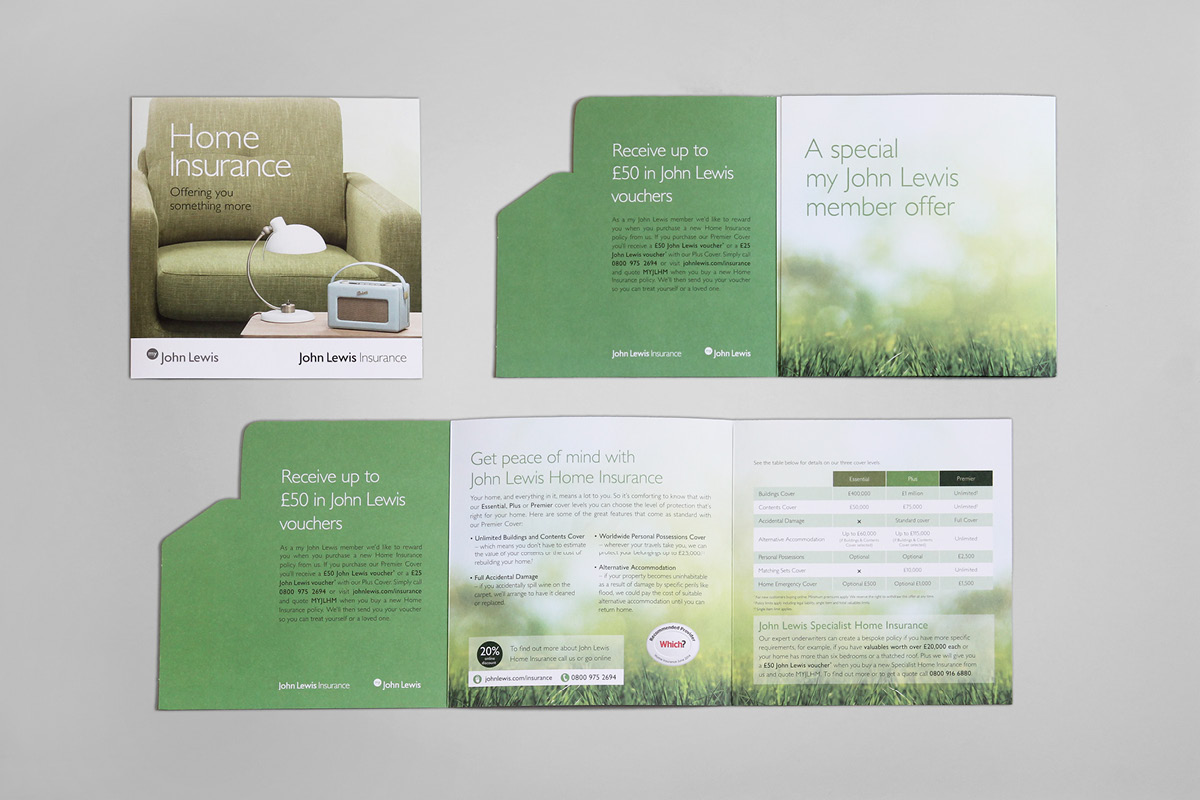 Home
Insurance
Offering you
something more
my John Lewis
John Lewis Insurance
Receive up to
£50 in John Lewis
vouchers
As a my John Lewis member we'd like to reward
you when you purchase a new Home Insurance
policy from us. If you purchase our Premier Cover
you'll receive a £50 John Lewis voucher* or a £25
John Lewis voucher* with our Plus Cover. Simply call
0800 975 2694 or visit johnlewis.com/insurance
and quote MYJLHM when you buy a new Home
Insurance policy. We'll then send you your voucher
so you can treat yourself or a loved one.
John Lewis Insurance
my John Lewis
A special
my John Lewis
member offer
Receive up to
£50 in John Lewis
vouchers
As a my John Lewis member we'd like to reward
you when you purchase a new Home Insurance
policy from us. If you purchase our Premier Cover
you'll receive a £50 John Lewis voucher* or a £25
John Lewis voucher* with our Plus Cover. Simply call
0800 975 2694 or visit johnlewis.com/insurance
and quote MYJLHM when you buy a new Home
Insurance policy. We'll then send you your voucher
so you can treat yourself or a loved one.
John Lewis Insurance
my John Lewis
Get peace of mind with
John Lewis Home Insurance
Your home, and everything in it, means a lot to you. So it's comforting to know that with
our Essential, Plus or Premier cover levels you can choose the level of protection that's
right for your home. Here are some of the great features that come as standard with
our Premier Cover:
• Unlimited Buildings and Contents Cover
– which means you don't have to estimate
the value of your contents or the cost of
rebuilding your home.
• Full Accidental Damage
– if you accidentally spill wine on the
carpet, we'll arrange to have it cleaned
or replaced.
• Worldwide Personal Possessions Cover
– wherever your travels take you, we can
protect your belongings up to £25,000.
• Alternative Accommodation
– if your property becomes uninhabitable
as a result of damage by specific perils like
flood, we could pay the cost of suitable
alternative accommodation until you can
return home.
20%
online
discount
To find out more about John Lewis
Home Insurance call us or go online
johnlewis.com/insurance
0800 975 2694
Recommended Provider
Which?
See the table below for details on our three cover levels:
Essential Plus Premier
Buildings Cover £400,000 £1 million Unlimited
Contents Cover £50,000 £75,000 Unlimited
Accidental Damage x Standard cover Full Cover
Alternative Accommodation Up to £60,000 Up to £115,000 Unlimited
Personal Possessions Optional Optional £2,500
Matching Sets Cover x £10,000 Unlimited
Home Emergency Cover Optional £500 Optional £1,000 £1,500
John Lewis Specialist Home Insurance
Our expert underwriters can create a bespoke policy if you have more specific
requirements, for example, if you have valuables worth over £20,000 each or
your home has more than six bedrooms or a thatched roof. Plus we will give you
a £50 John Lewis voucher* when you buy a new Specialist Home Insurance from
us and quote MYJLHM. To find out more or to get a quote call 0800 916 6880.